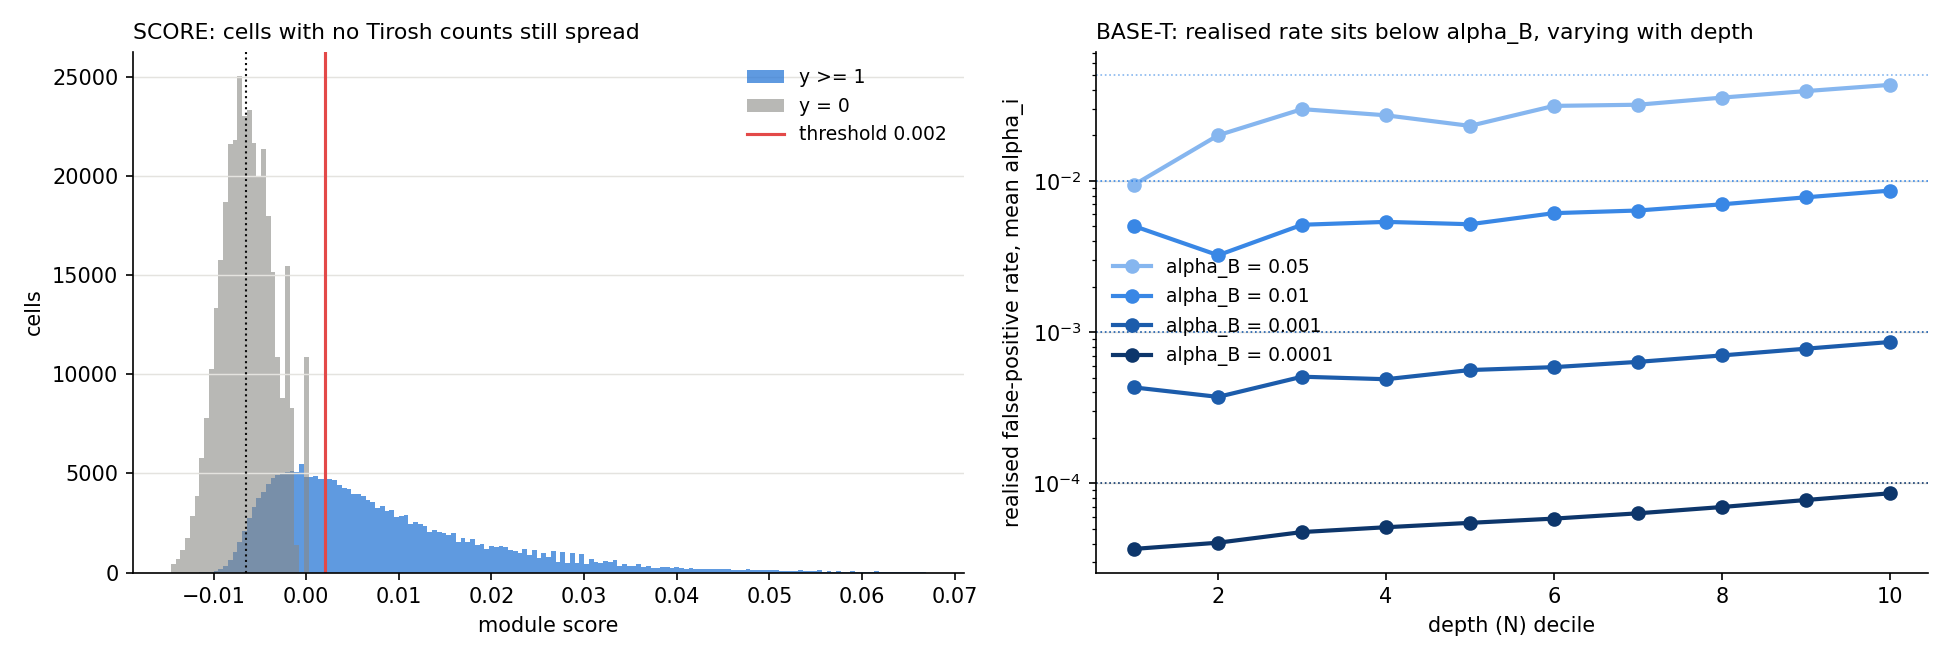 SCORE: cells with no Tirosh counts still spread
25000
20000
15000
10000
5000
0
cells
y >= 1
y = 0
threshold 0.002
−0.01
0.00
0.01
0.02
0.03
0.04
0.05
0.06
0.07
module score
BASE-T: realised rate sits below alpha_B, varying with depth
10⁻²
10⁻³
10⁻⁴
realised false-positive rate, mean alpha_i
alpha_B = 0.05
alpha_B = 0.01
alpha_B = 0.001
alpha_B = 0.0001
2
4
6
8
10
depth (N) decile